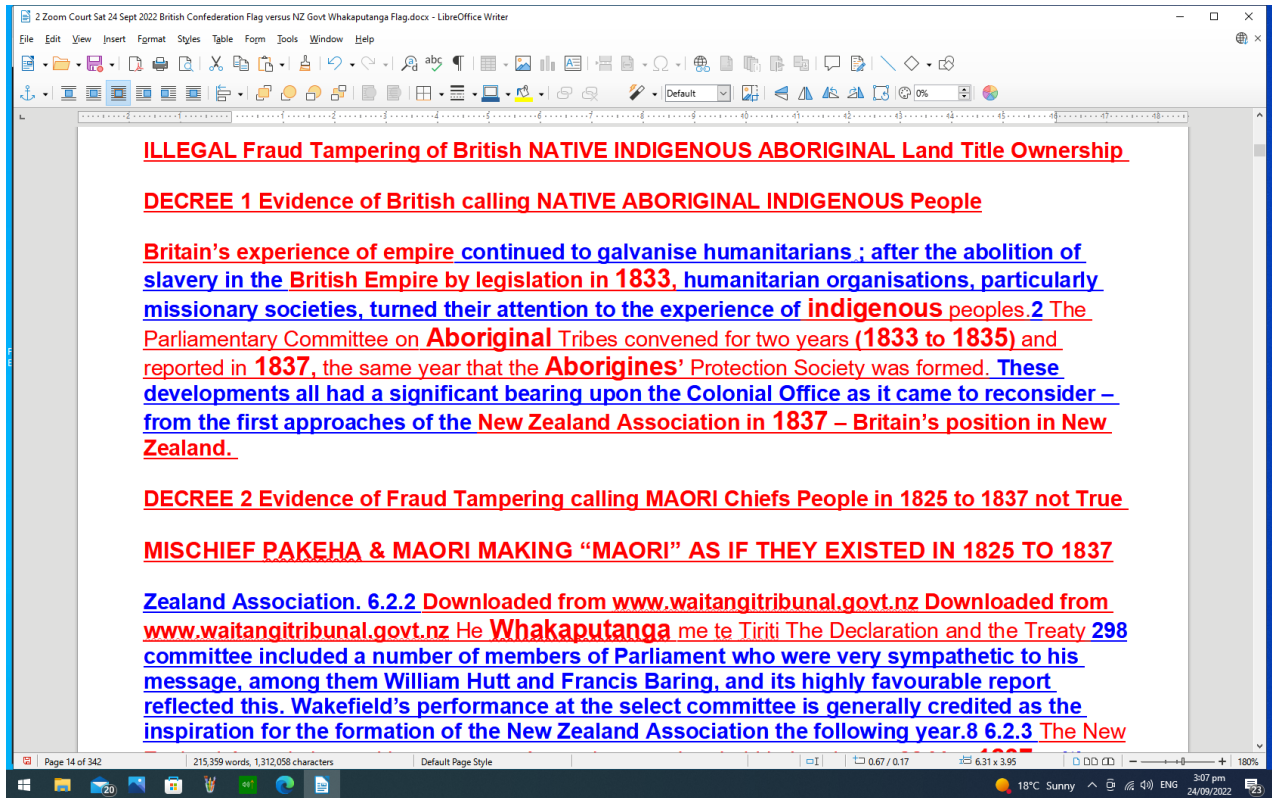 2 Zoom Court Sat 24 Sept 2022 British Confederation Flag versus NZ Govt Whakaputanga Flag.docx - LibreOffice Writer
File Edit View Insert Format Styles Table Form Tools Window Help
Default
0%
ILLEGAL Fraud Tampering of British NATIVE INDIGENOUS ABORIGINAL Land Title Ownership
DECREE 1 Evidence of British calling NATIVE ABORIGINAL INDIGENOUS People
Britain's experience of empire continued to galvanise humanitarians ; after the abolition of
slavery in the British Empire by legislation in 1833, humanitarian organisations, particularly
missionary societies, turned their attention to the experience of indigenous peoples.2 The
Parliamentary Committee on Aboriginal Tribes convened for two years (1833 to 1835) and
reported in 1837, the same year that the Aborigines' Protection Society was formed. These
developments all had a significant bearing upon the Colonial Office as it came to reconsider –
from the first approaches of the New Zealand Association in 1837 – Britain's position in New
Zealand.
DECREE 2 Evidence of Fraud Tampering calling MAORI Chiefs People in 1825 to 1837 not True
MISCHIEF PAKEHA & MAORI MAKING “MAORI” AS IF THEY EXISTED IN 1825 TO 1837
Zealand Association. 6.2.2 Downloaded from www.waitangitribunal.govt.nz Downloaded from
www.waitangitribunal.govt.nz He Whakaputanga me te Tiriti The Declaration and the Treaty 298
committee included a number of members of Parliament who were very sympathetic to his
message, among them William Hutt and Francis Baring, and its highly favourable report
reflected this. Wakefield's performance at the select committee is generally credited as the
inspiration for the formation of the New Zealand Association the following year.8 6.2.3 The New
Page 14 of 342 215,359 words, 1,312,058 characters Default Page Style 0.67 / 0.17 6.31 x 3.95 180%
20 18°C Sunny ENG 3:07 pm
24/09/2022 23